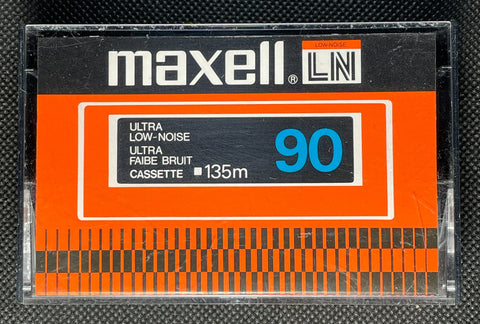 maxell®
LOW-NOISE
LN
ULTRA
LOW-NOISE
ULTRA
FAIBE BRUIT
CASSETTE ■135m
90